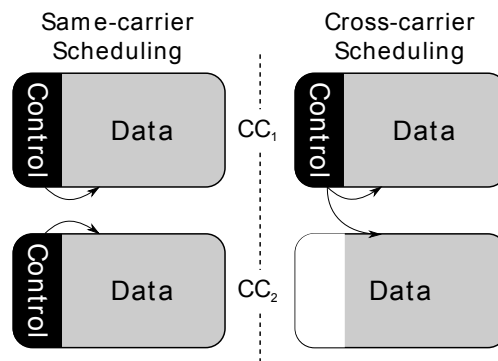 Same-carrier
Scheduling
Cross-carrier
Scheduling
Control
Data
CC₁
Control
Data
Control
Data
CC₂
Data